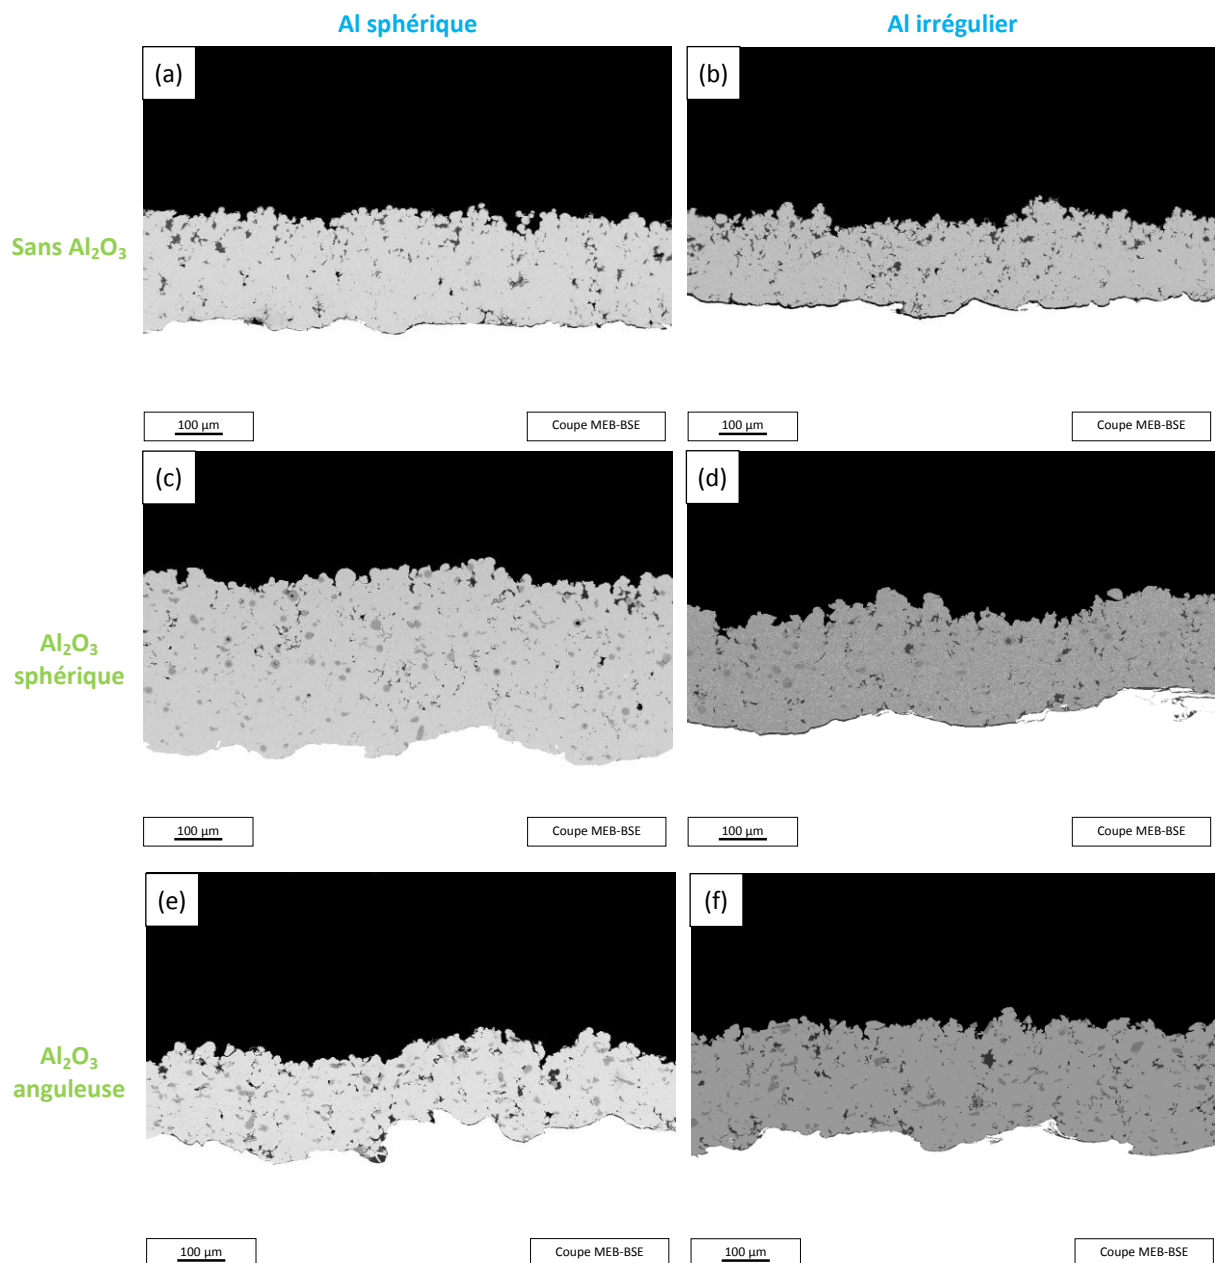 Al sphérique
Al irrégulier
(a)
(b)
Sans Al₂O₃
100 µm
Coupe MEB-BSE
100 µm
Coupe MEB-BSE
(c)
(d)
Al₂O₃
sphérique
100 µm
Coupe MEB-BSE
100 µm
Coupe MEB-BSE
(e)
(f)
Al₂O₃
anguleuse
100 µm
Coupe MEB-BSE
100 µm
Coupe MEB-BSE